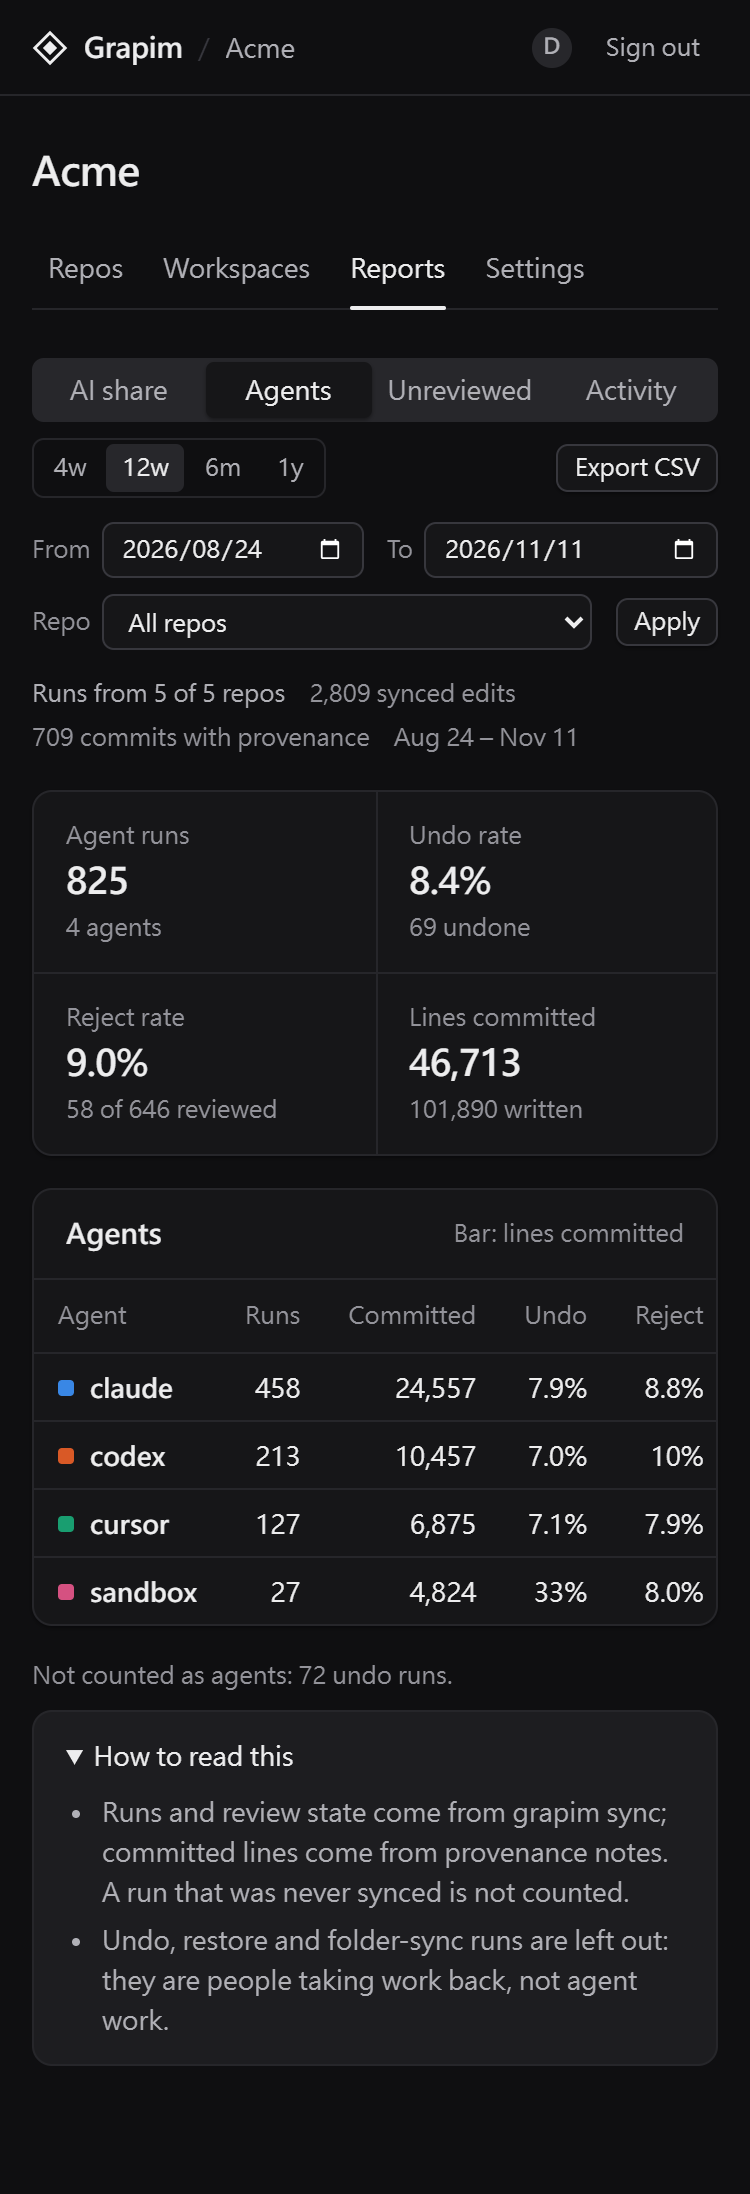 Grapim / Acme D Sign out
Acme
Repos Workspaces Reports Settings
AI share Agents Unreviewed Activity
4w 12w 6m 1y Export CSV
From 2026/08/24 To 2026/11/11
Repo All repos Apply
Runs from 5 of 5 repos 2,809 synced edits
709 commits with provenance Aug 24 – Nov 11
Agent runs Undo rate
825 8.4%
4 agents 69 undone
Reject rate Lines committed
9.0% 46,713
58 of 646 reviewed 101,890 written
Agents Bar: lines committed
Agent Runs Committed Undo Reject
claude 458 24,557 7.9% 8.8%
codex 213 10,457 7.0% 10%
cursor 127 6,875 7.1% 7.9%
sandbox 27 4,824 33% 8.0%
Not counted as agents: 72 undo runs.
▼ How to read this
• Runs and review state come from grapim sync;
committed lines come from provenance notes.
A run that was never synced is not counted.
• Undo, restore and folder-sync runs are left out:
they are people taking work back, not agent
work.